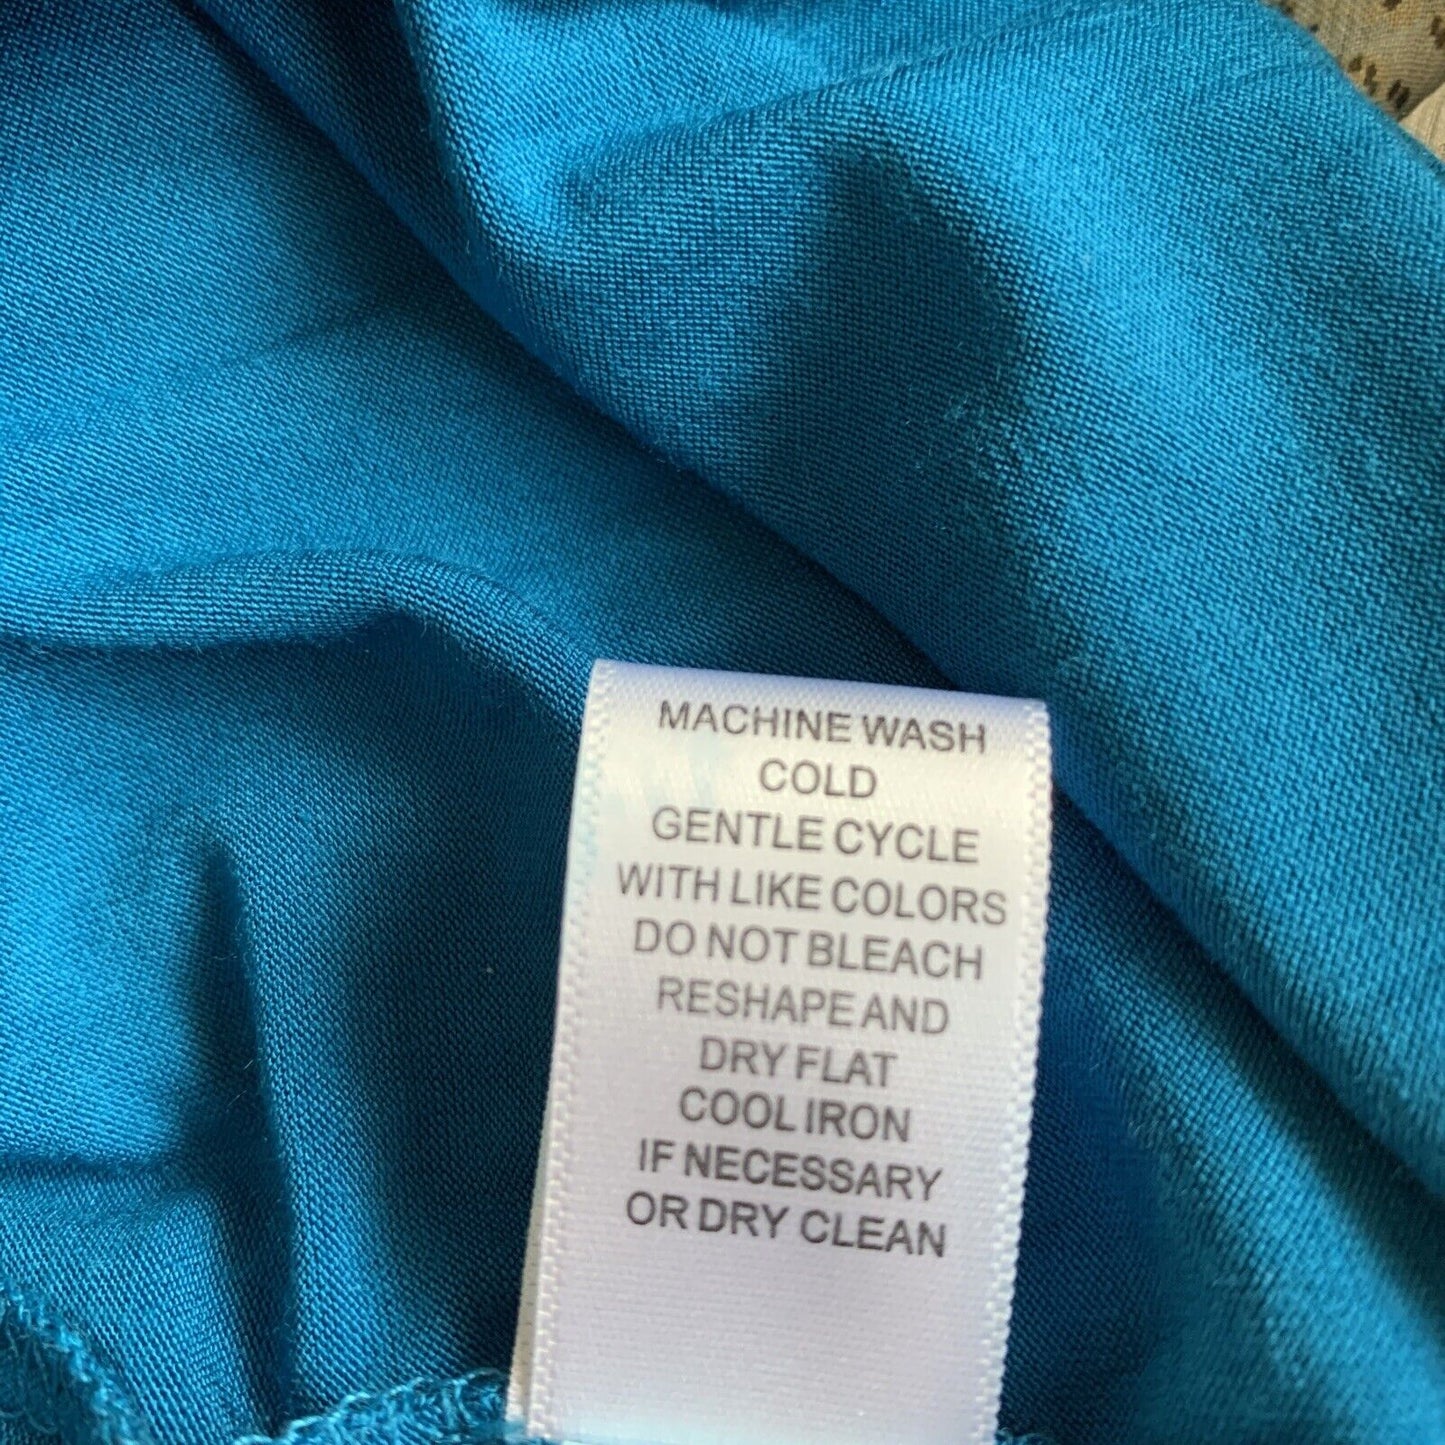 MACHINE WASH
COLD
GENTLE CYCLE
WITH LIKE COLORS
DO NOT BLEACH
RESHAPE AND
DRY FLAT
COOL IRON
IF NECESSARY
OR DRY CLEAN